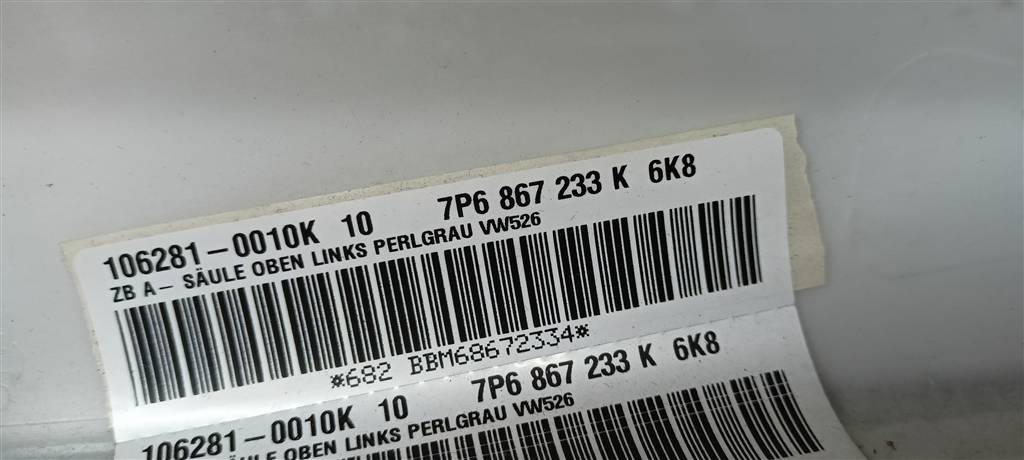 106281-0010K 10 7P6 867 233 K 6K8
ZB A- SÄULE OBEN LINKS PERLGRAU VW526
*682 BBM68672334*
106281-0010K 10 7P6 867 233 K 6K8
SÄULE OBEN LINKS PERLGRAU VW526